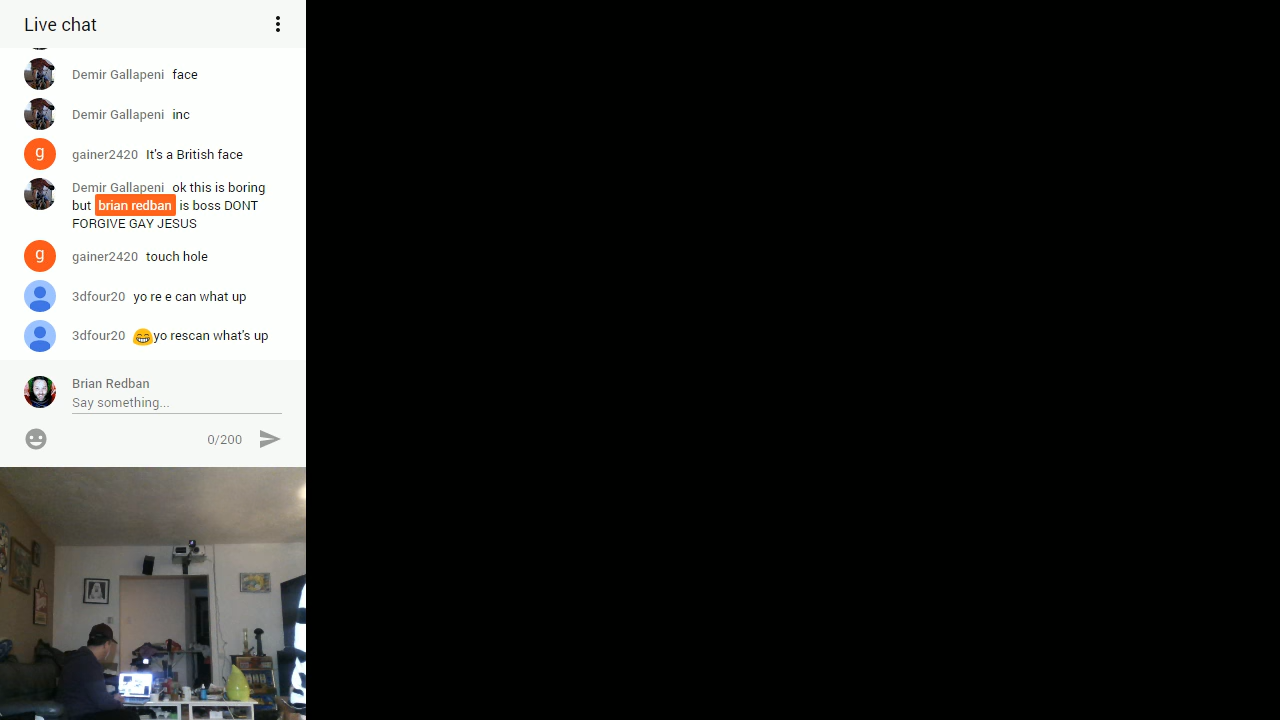 Live chat
Demir Gallapeni face
Demir Gallapeni inc
g gainer2420 It's a British face
Demir Gallapeni ok this is boring
but brian redban is boss DONT
FORGIVE GAY JESUS
g gainer2420 touch hole
3dfour20 yo re e can what up
3dfour20 😁yo rescan what's up
Brian Redban
Say something...
0/200